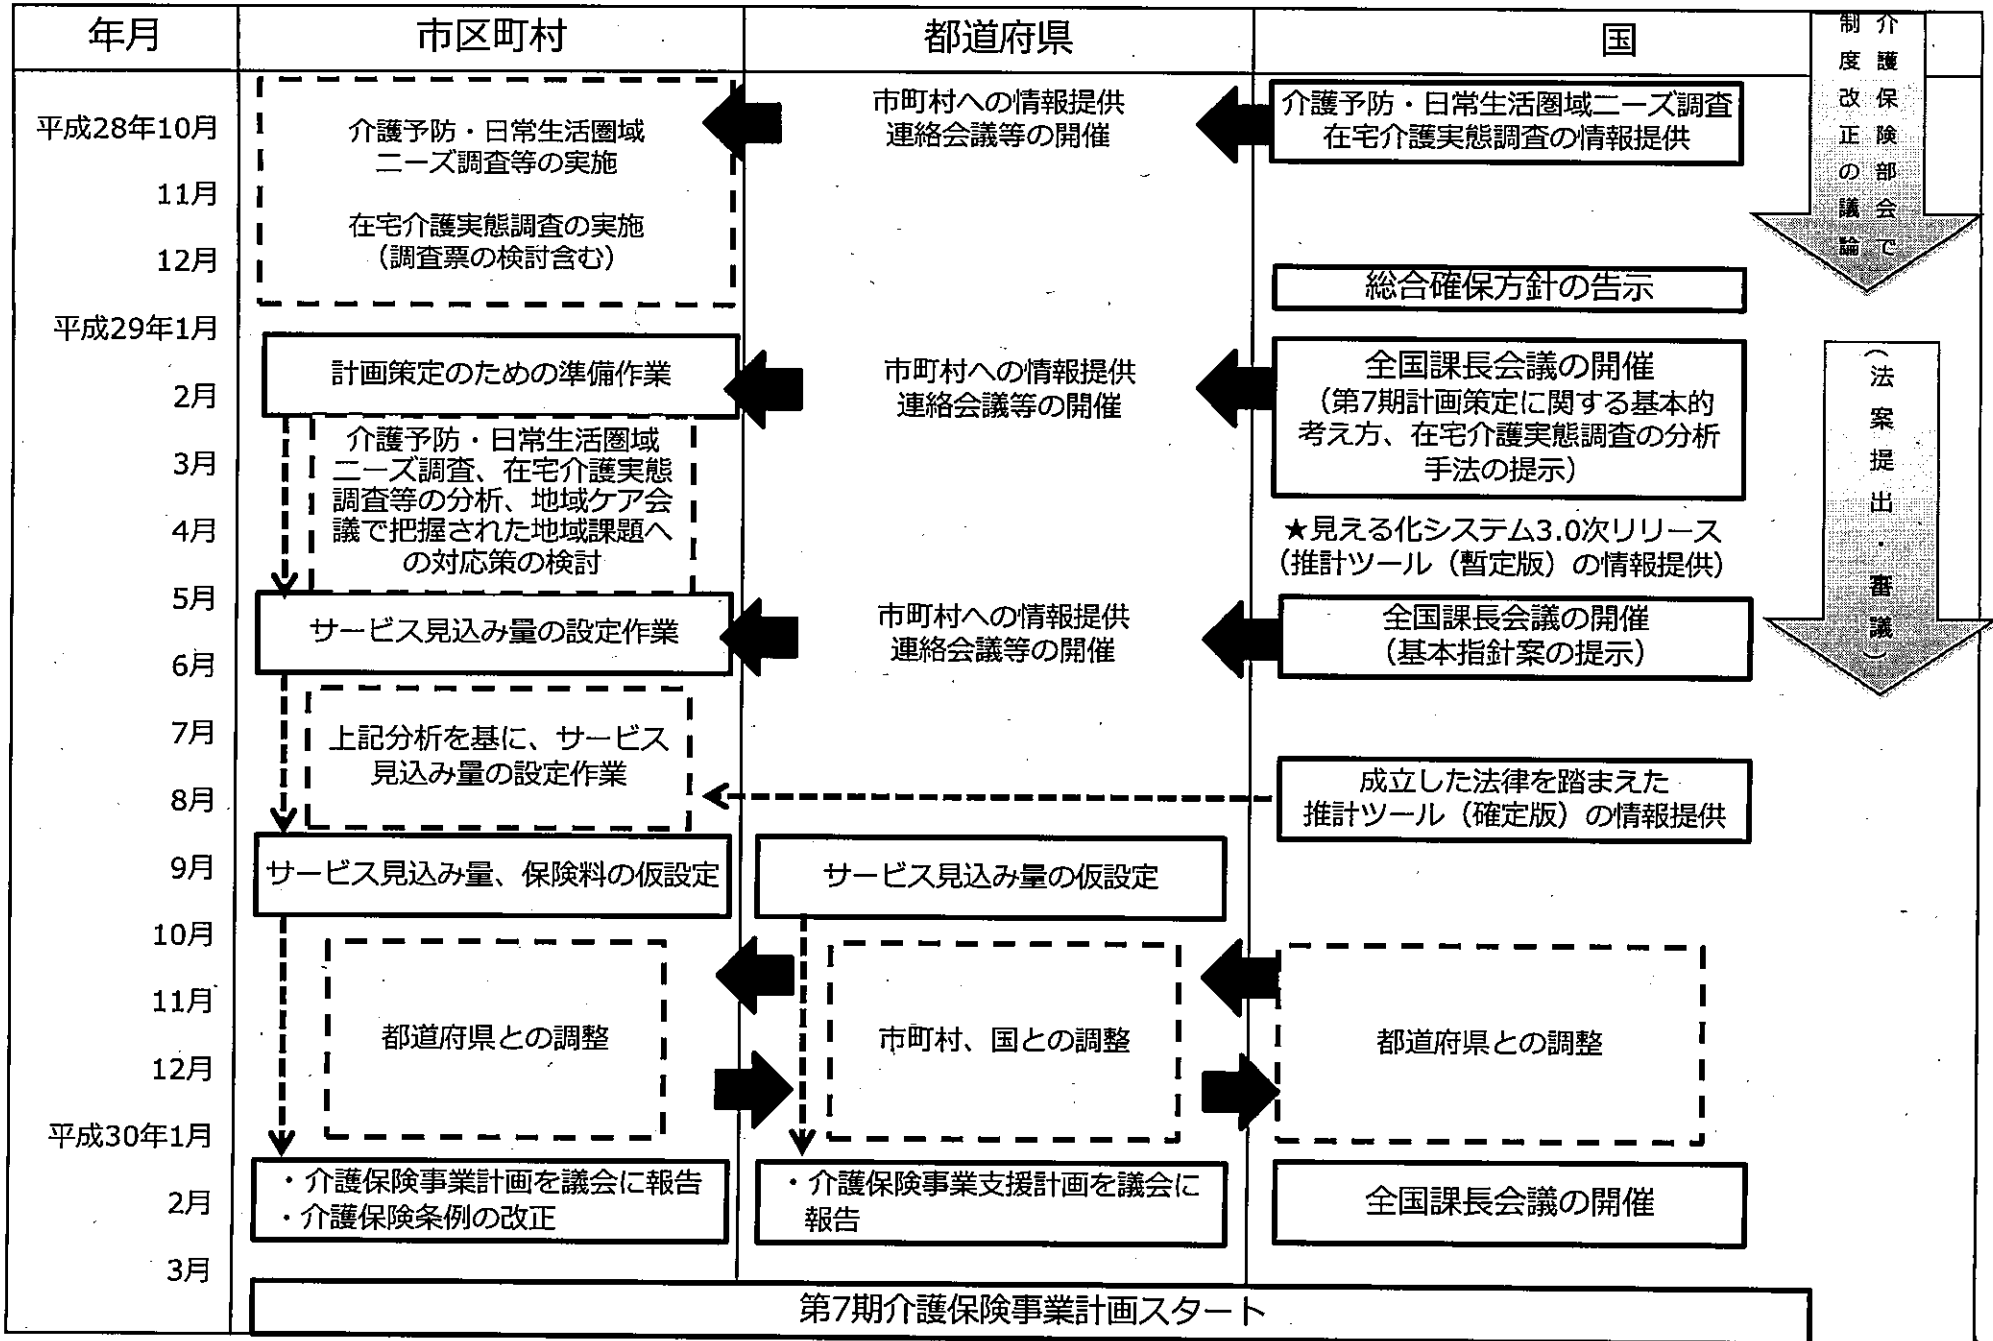 年月
市区町村
都道府県
国
介護保険部会で
制度改正の議論
平成28年10月
11月
12月
平成29年1月
2月
3月
4月
5月
6月
7月
8月
9月
10月
11月
12月
平成30年1月
2月
3月
介護予防・日常生活圏域
ニーズ調査等の実施
在宅介護実態調査の実施
（調査票の検討含む）
市町村への情報提供
連絡会議等の開催
介護予防・日常生活圏域ニーズ調査
在宅介護実態調査の情報提供
総合確保方針の告示
計画策定のための準備作業
市町村への情報提供
連絡会議等の開催
全国課長会議の開催
（第7期計画策定に関する基本的
考え方、在宅介護実態調査の分析
手法の提示）
（法案提出・審議）
介護予防・日常生活圏域
ニーズ調査、在宅介護実態
調査等の分析、地域ケア会
議で把握された地域課題へ
の対応策の検討
★見える化システム3.0次リリース
（推計ツール（暫定版）の情報提供）
サービス見込み量の設定作業
市町村への情報提供
連絡会議等の開催
全国課長会議の開催
（基本指針案の提示）
上記分析を基に、サービス
見込み量の設定作業
成立した法律を踏まえた
推計ツール（確定版）の情報提供
サービス見込み量、保険料の仮設定
サービス見込み量の仮設定
都道府県との調整
市町村、国との調整
都道府県との調整
・介護保険事業計画を議会に報告
・介護保険条例の改正
・介護保険事業支援計画を議会に
報告
全国課長会議の開催
第7期介護保険事業計画スタート